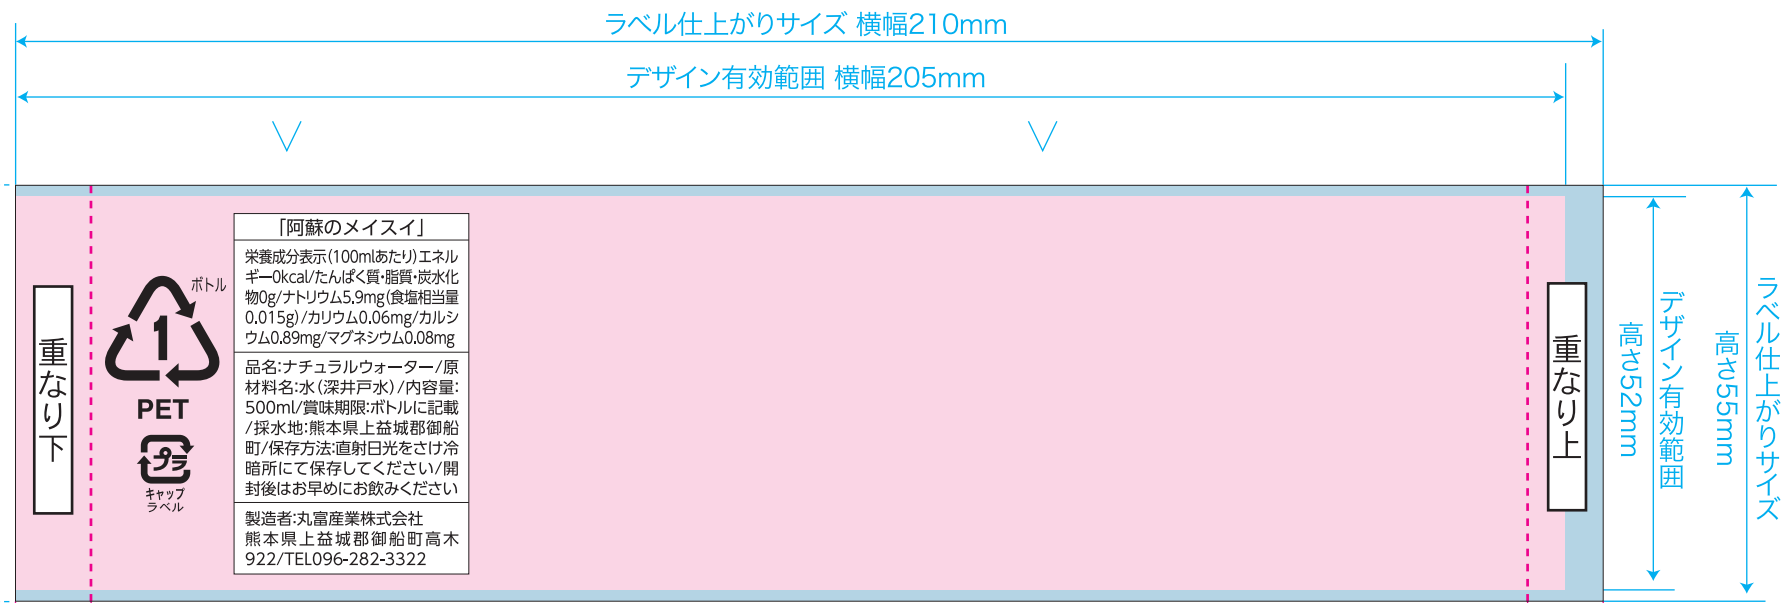 ラベル仕上がりサイズ 横幅210mm
デザイン有効範囲 横幅205mm
重なり下
ボトル
1
PET
プラ
キャップ
ラベル
「阿蘇のメイスイ」
栄養成分表示(100mlあたり)エネル
ギー0kcal/たんぱく質・脂質・炭水化
物0g/ナトリウム5.9mg(食塩相当量
0.015g)/カリウム0.06mg/カルシ
ウム0.89mg/マグネシウム0.08mg
品名:ナチュラルウォーター/原
材料名:水(深井戸水)/内容量:
500ml/賞味期限:ボトルに記載
/採水地:熊本県上益城郡御船
町/保存方法:直射日光をさけ冷
暗所にて保存してください/開
封後はお早めにお飲みください
製造者:丸富産業株式会社
熊本県上益城郡御船町高木
922/TEL096-282-3322
重なり上
デザイン有効範囲
高さ52mm
ラベル仕上がりサイズ
高さ55mm